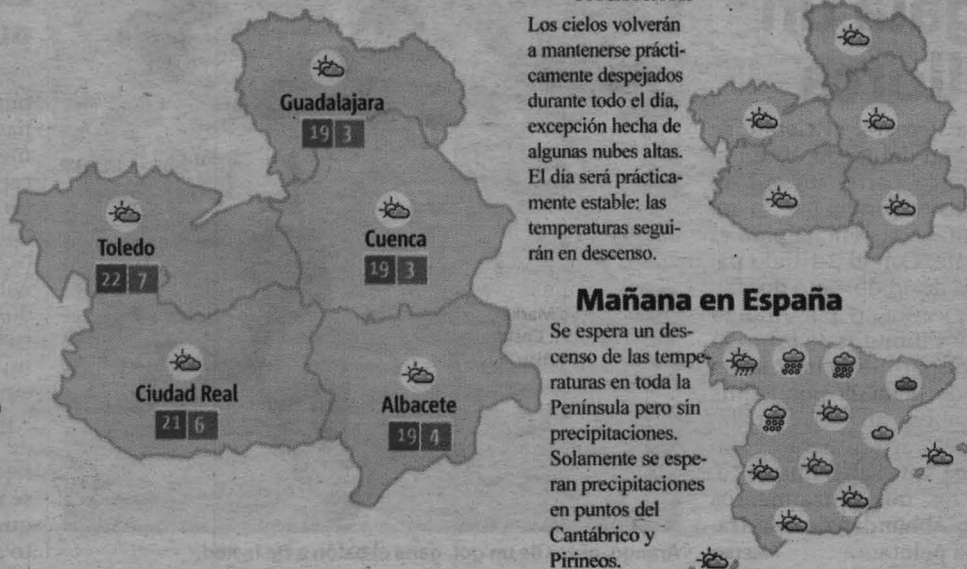 Guadalajara
19 3
Toledo
22 7
Cuenca
19 3
Ciudad Real
21 6
Albacete
19 4
Los cielos volverán
a mantenerse prácti-
camente despejados
durante todo el día,
excepción hecha de
algunas nubes altas.
El día será práctica-
mente estable: las
temperaturas segui-
rán en descenso.
Mañana en España
Se espera un des-
censo de las tempe-
raturas en toda la
Península pero sin
precipitaciones.
Solamente se espe-
ran precipitaciones
en puntos del
Cantábrico y
Pirineos.